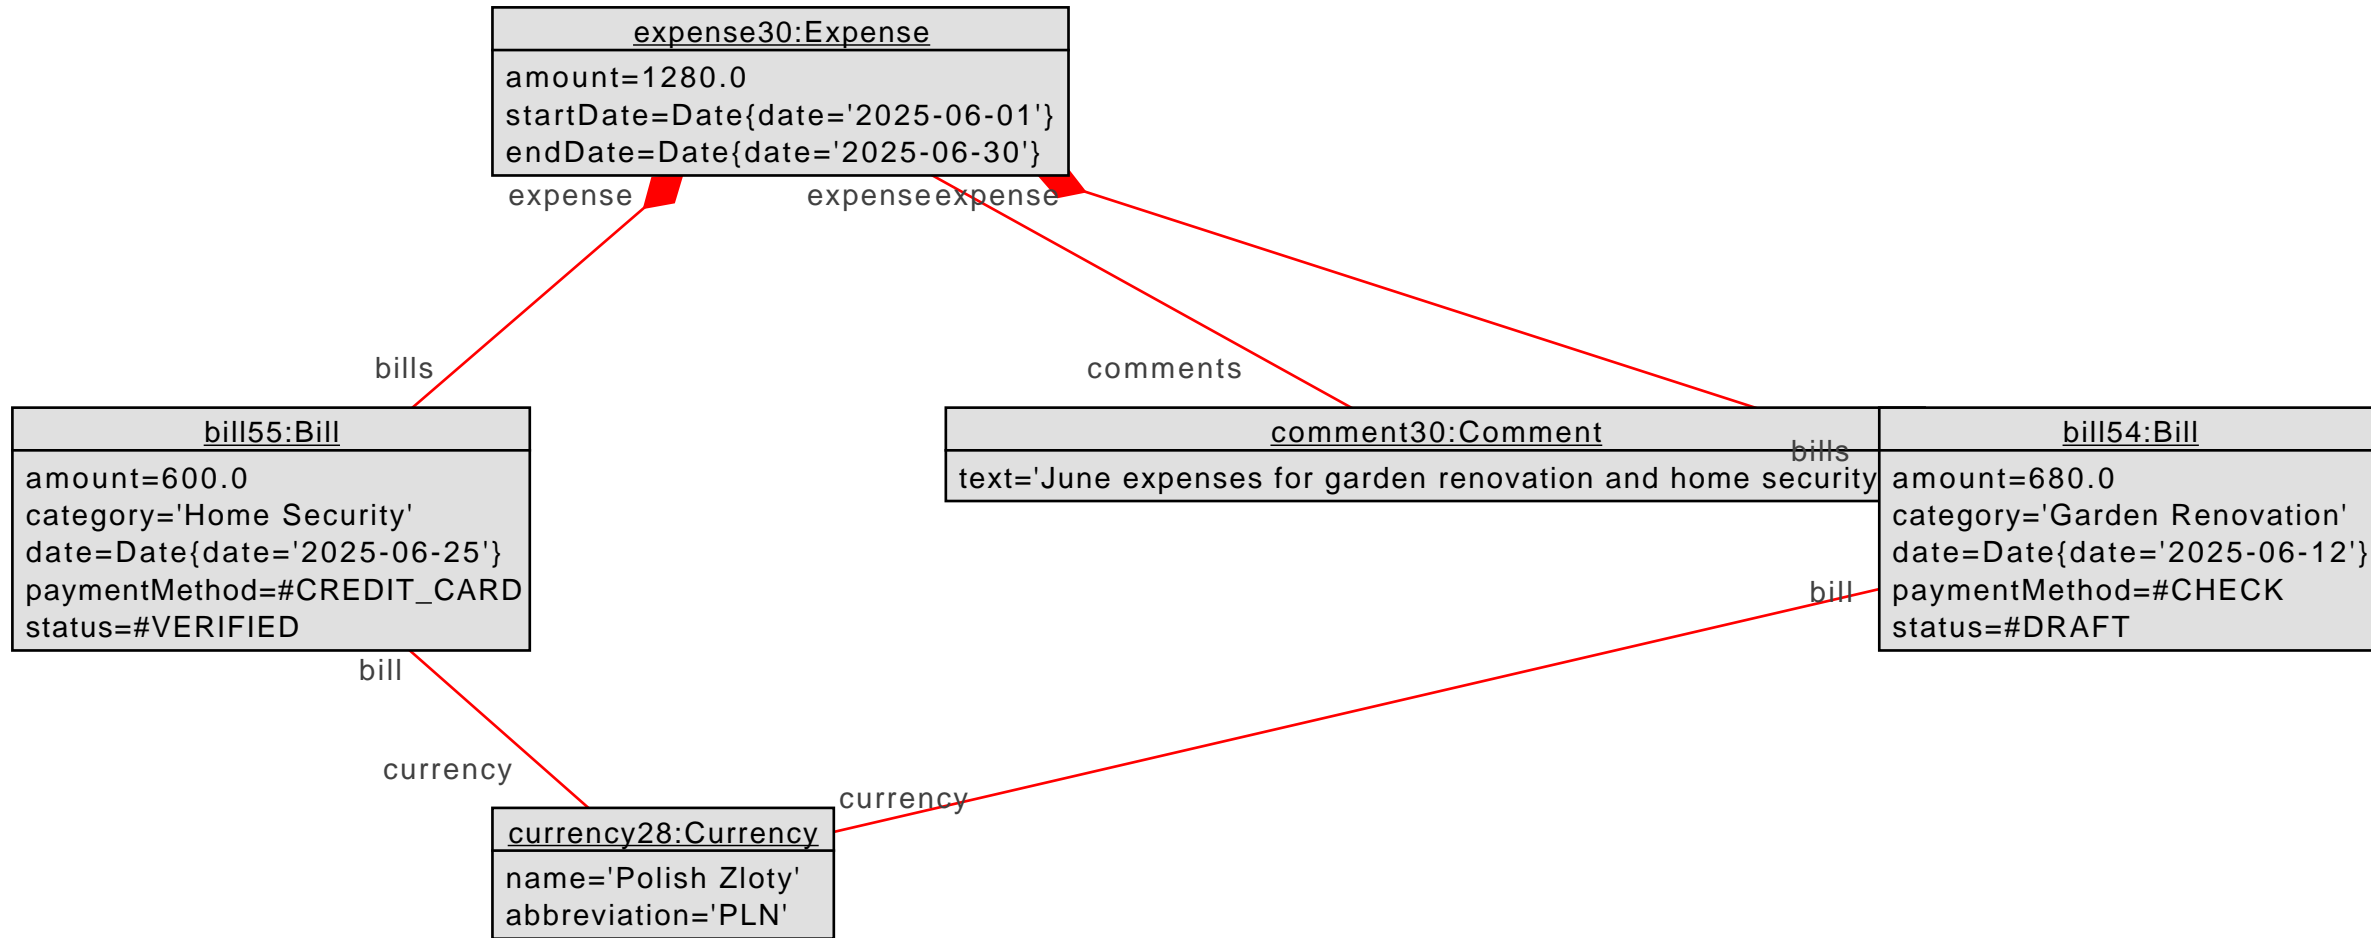 expense30:Expense
amount=1280.0
startDate=Date{date='2025-06-01'}
endDate=Date{date='2025-06-30'}
expense
expense
expense
bills
comments
bills
bill55:Bill
amount=600.0
category='Home Security'
date=Date{date='2025-06-25'}
paymentMethod=#CREDIT_CARD
status=#VERIFIED
comment30:Comment
text='June expenses for garden renovation and home security
bill54:Bill
amount=680.0
category='Garden Renovation'
date=Date{date='2025-06-12'}
paymentMethod=#CHECK
status=#DRAFT
bill
bill
currency
currency
currency28:Currency
name='Polish Zloty'
abbreviation='PLN'